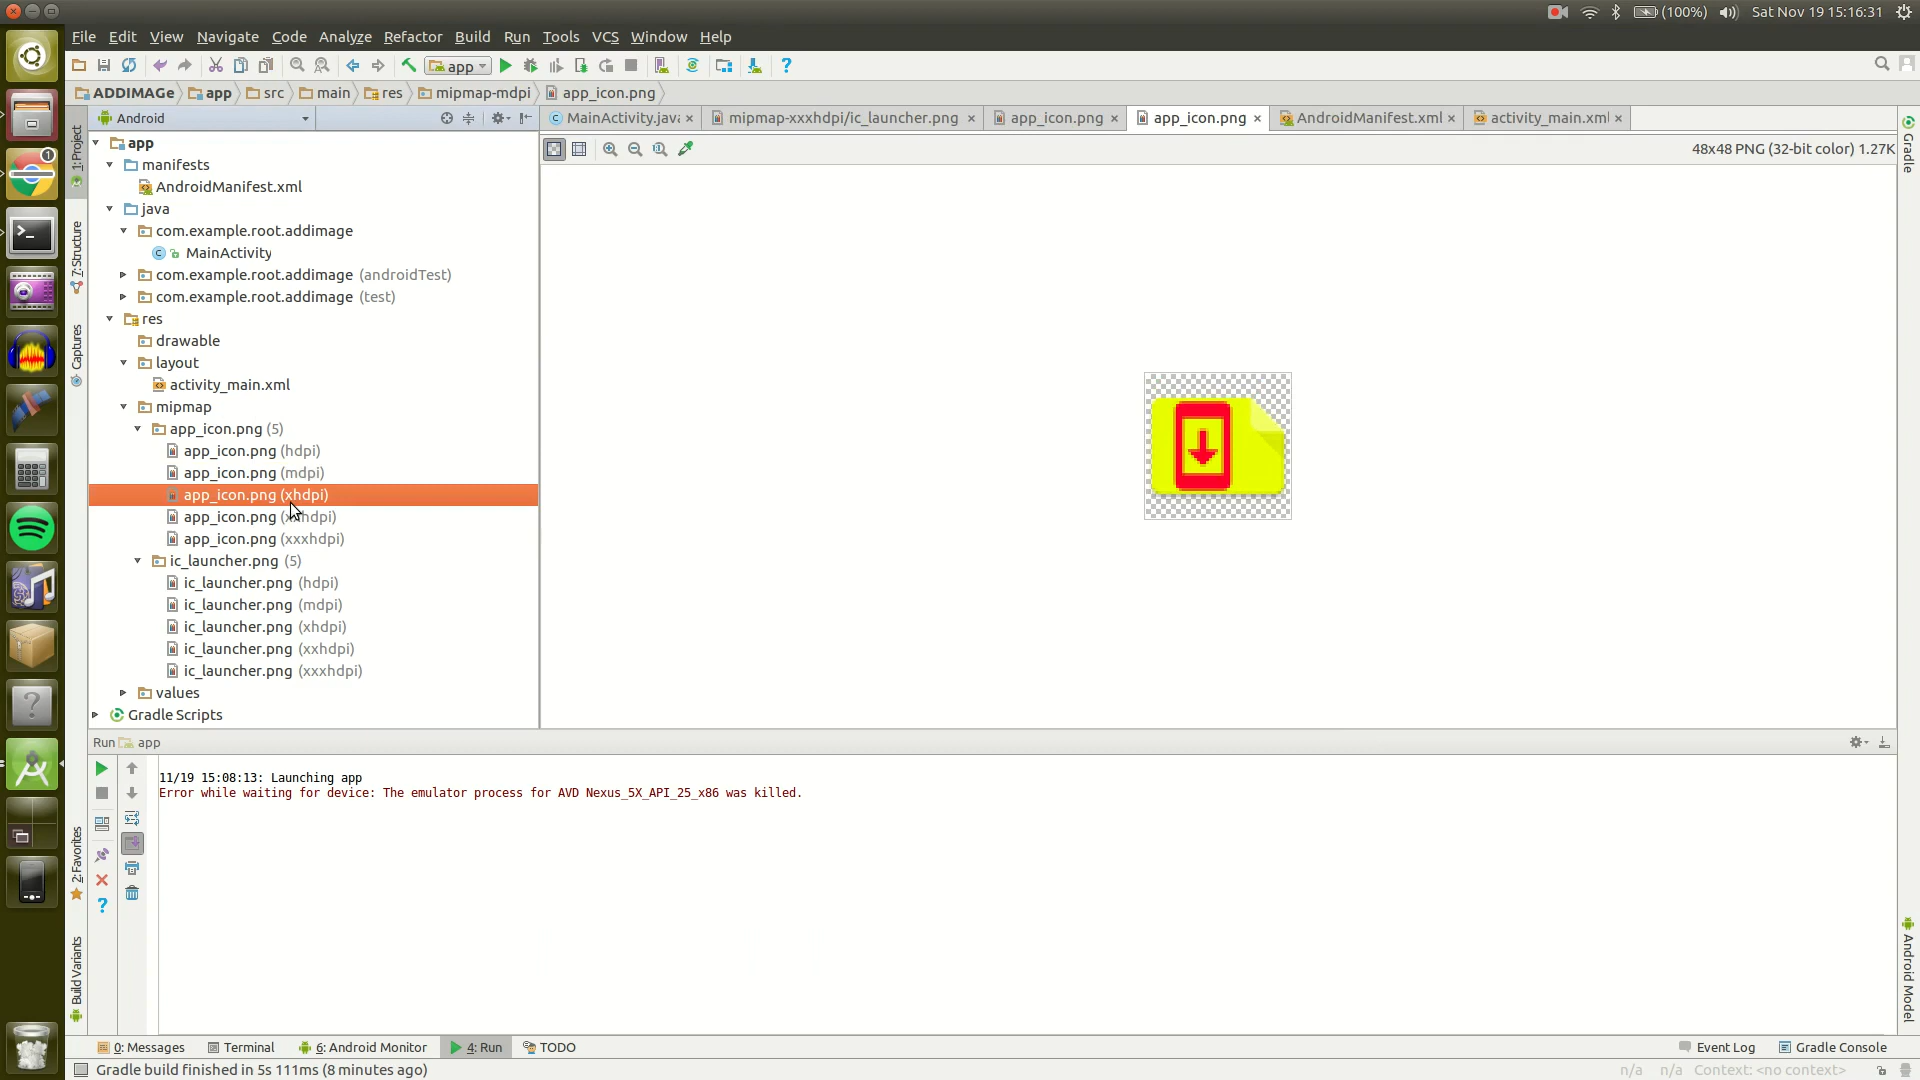 (100%) Sat Nov 19 15:16:31
File Edit View Navigate Code Analyze Refactor Build Run Tools VCS Window Help
app
ADDIMAGe app src main res mipmap-mdpi app_icon.png
Android
MainActivity.java mipmap-xxxhdpi/ic_launcher.png app_icon.png app_icon.png AndroidManifest.xml activity_main.xml
48x48 PNG (32-bit color) 1.27K
1: Project
7: Structure
Captures
2: Favorites
Build Variants
Gradle
Android Model
app
manifests
AndroidManifest.xml
java
com.example.root.addimage
MainActivity
com.example.root.addimage (androidTest)
com.example.root.addimage (test)
res
drawable
layout
activity_main.xml
mipmap
app_icon.png (5)
app_icon.png (hdpi)
app_icon.png (mdpi)
app_icon.png (xhdpi)
app_icon.png (xxhdpi)
app_icon.png (xxxhdpi)
ic_launcher.png (5)
ic_launcher.png (hdpi)
ic_launcher.png (mdpi)
ic_launcher.png (xhdpi)
ic_launcher.png (xxhdpi)
ic_launcher.png (xxxhdpi)
values
Gradle Scripts
Run app
11/19 15:08:13: Launching app
Error while waiting for device: The emulator process for AVD Nexus_5X_API_25_x86 was killed.
0: Messages Terminal 6: Android Monitor 4: Run TODO Event Log Gradle Console
Gradle build finished in 5s 111ms (8 minutes ago) n/a n/a Context: <no context>